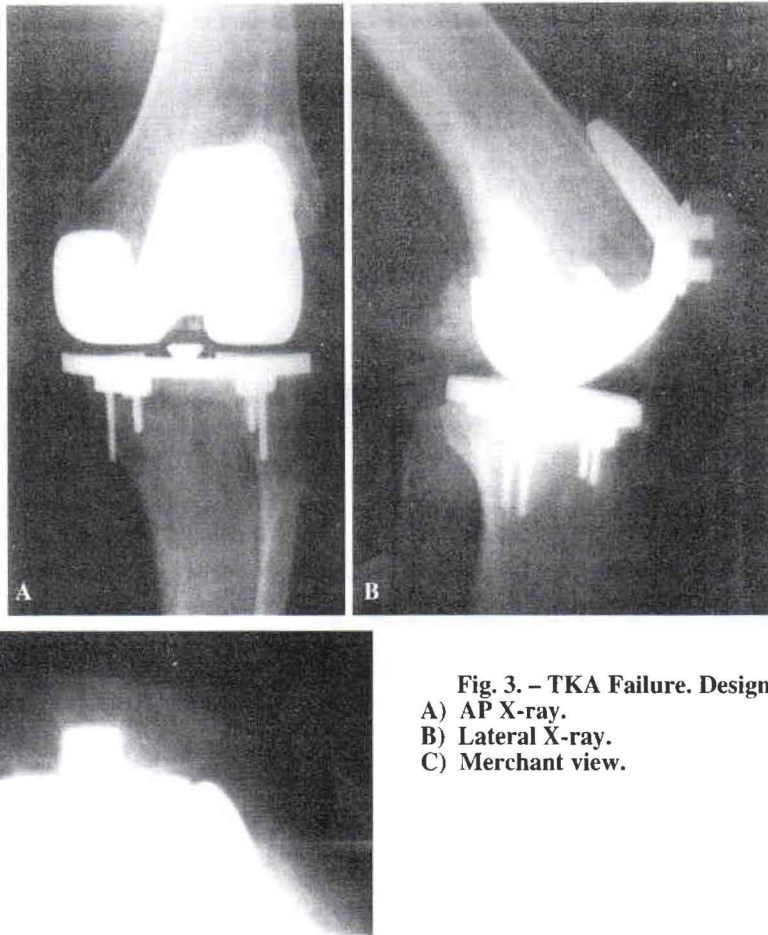 A
B
Fig. 3. – TKA Failure. Design
A) AP X-ray.
B) Lateral X-ray.
C) Merchant view.